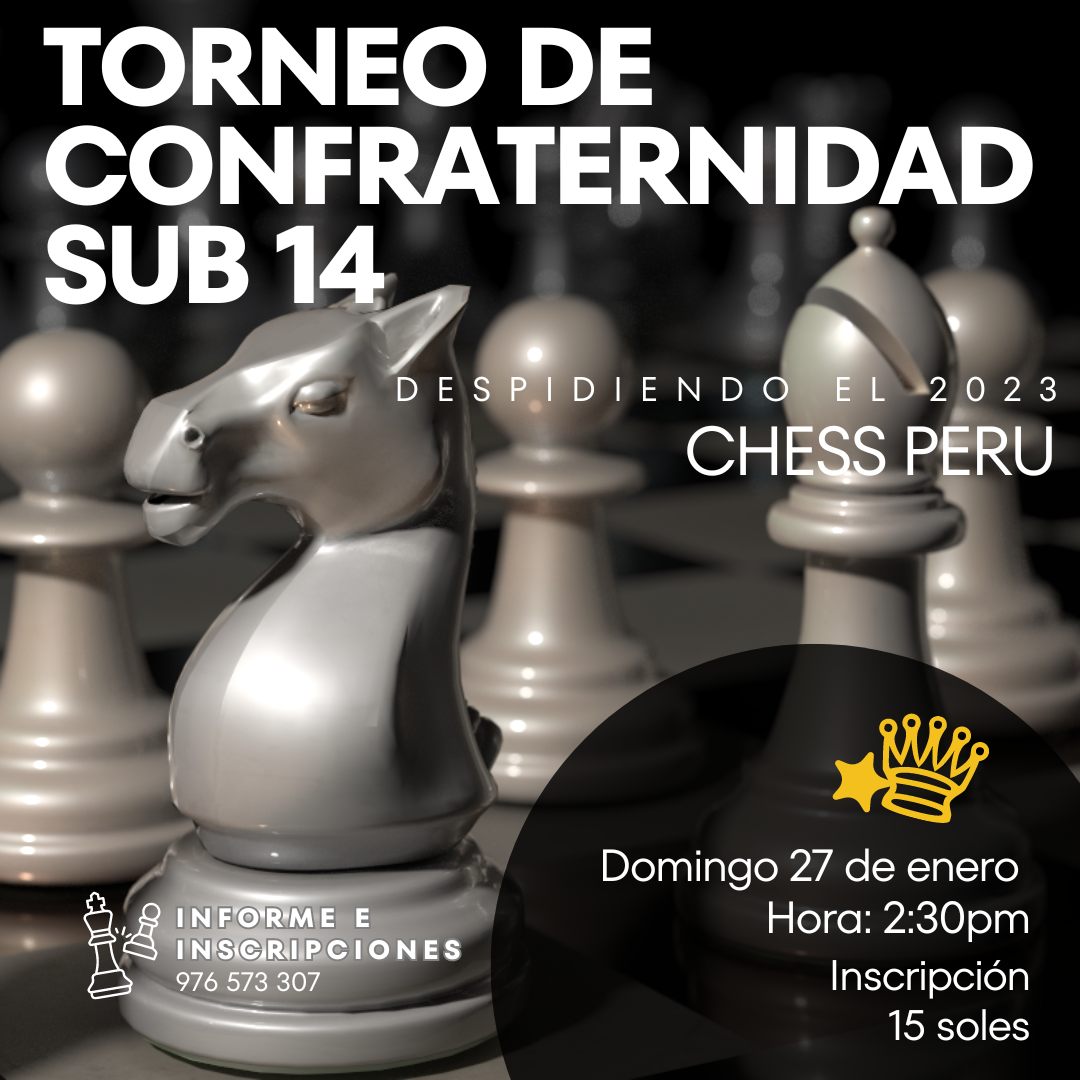 TORNEO DE
CONFRATERNIDAD
SUB 14
DESPIDIENDO EL 2023
CHESS PERU
Domingo 27 de enero
Hora: 2:30pm
Inscripción
15 soles
INFORME E
INSCRIPCIONES
976 573 307